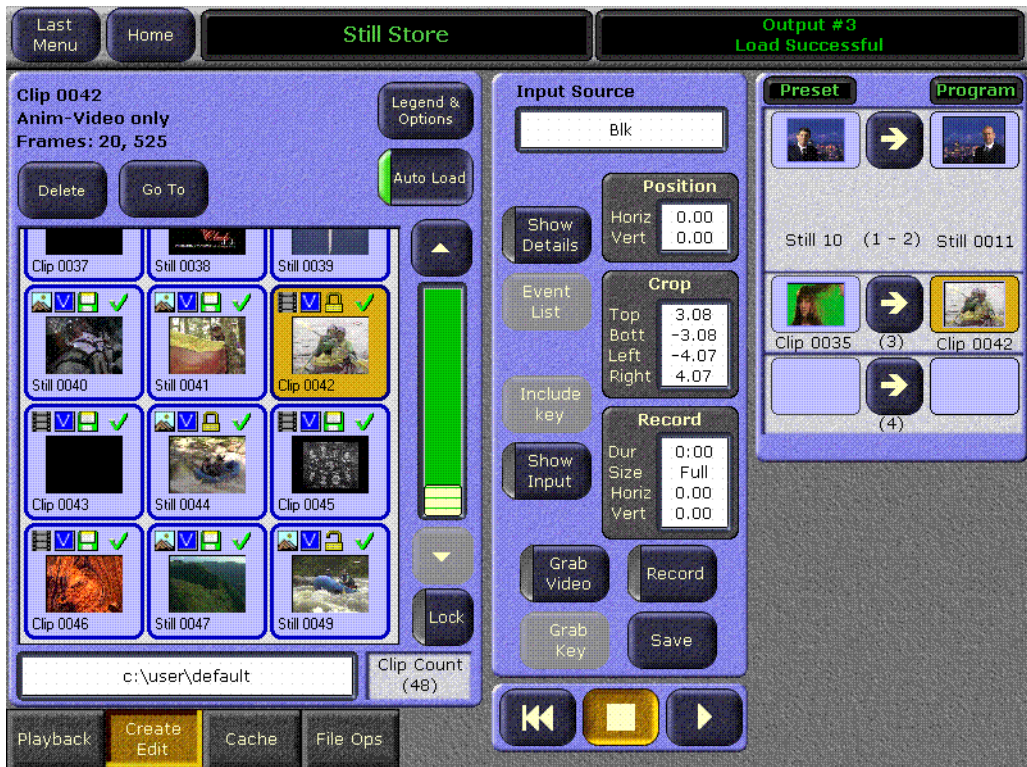 Last Menu
Home
Still Store
Output #3
Load Successful
Clip 0042
Anim-Video only
Frames: 20, 525
Legend & Options
Auto Load
Delete
Go To
Clip 0037
Still 0038
Still 0039
V
V
V
Still 0040
Still 0041
Clip 0042
V
V
V
Clip 0043
Still 0044
Clip 0045
V
V
V
Clip 0046
Still 0047
Still 0049
Lock
c:\user\default
Clip Count
(48)
Playback
Create Edit
Cache
File Ops
Input Source
Blk
Show Details
Event List
Include key
Show Input
Position
Horiz 0.00
Vert 0.00
Crop
Top 3.08
Bott -3.08
Left -4.07
Right 4.07
Record
Dur 0:00
Size Full
Horiz 0.00
Vert 0.00
Grab Video
Record
Grab Key
Save
Preset
Program
Still 10 (1 - 2) Still 0011
Clip 0035 (3) Clip 0042
(4)